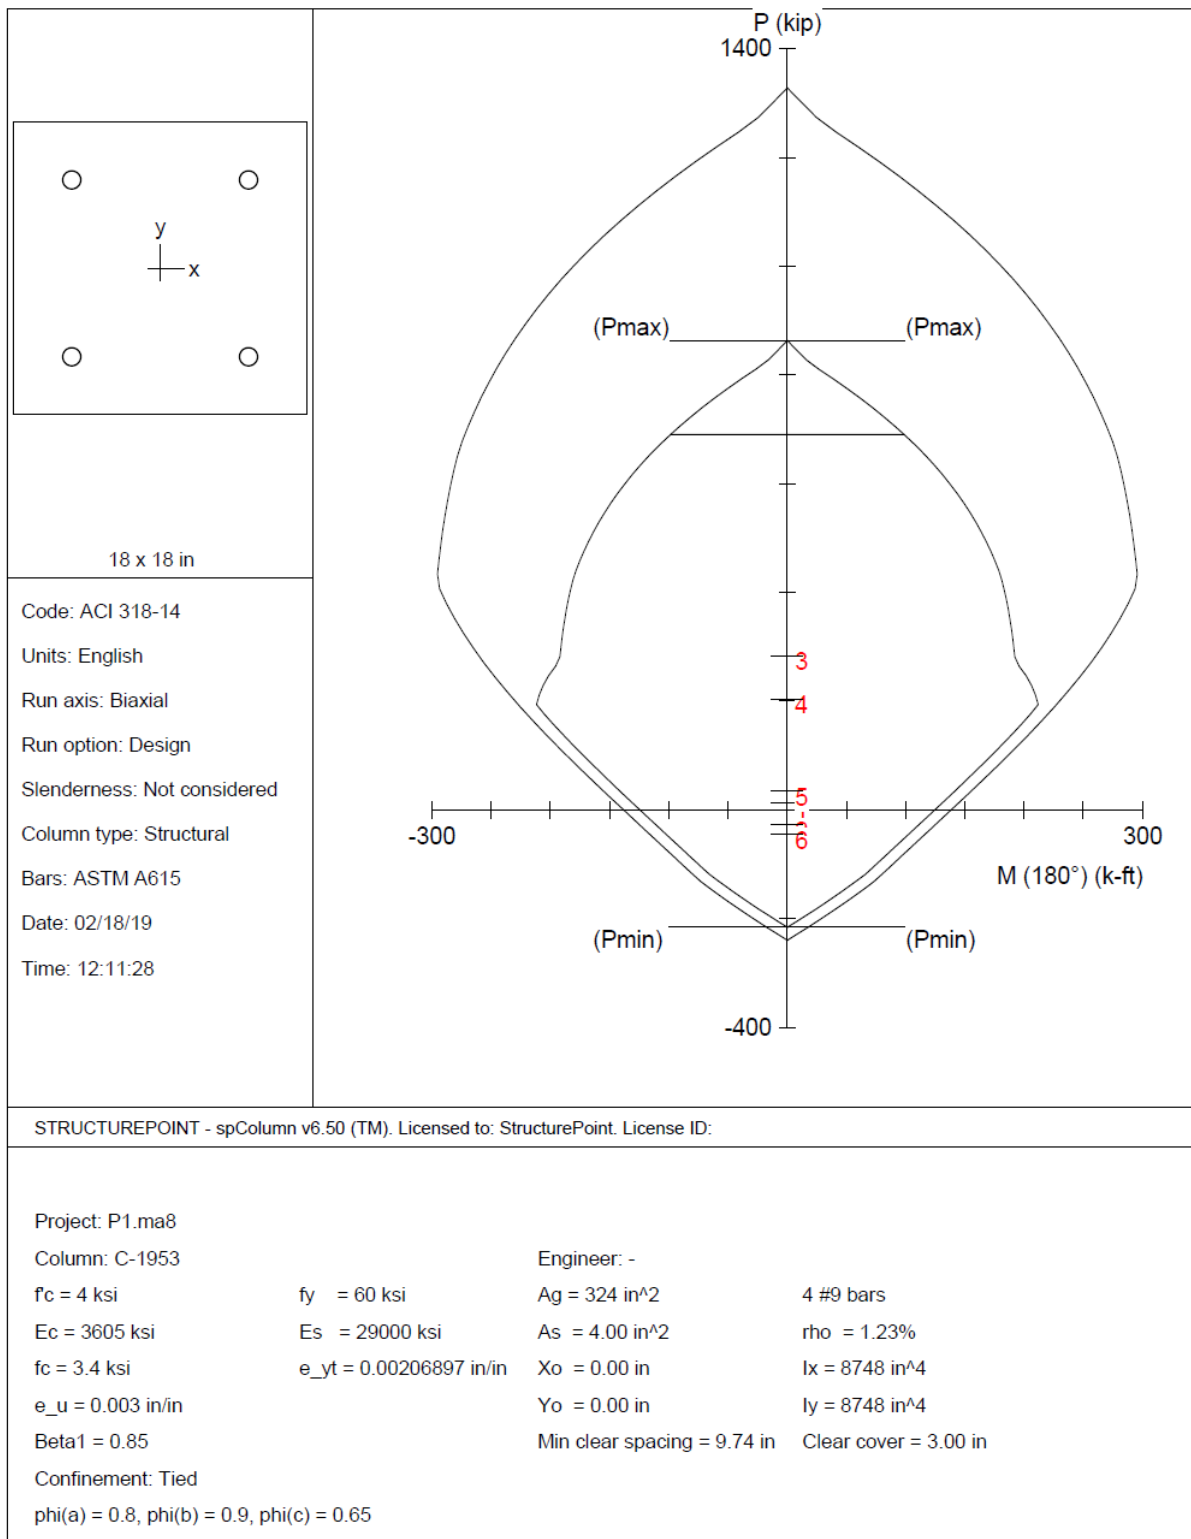 P (kip)
1400
(Pmax) (Pmax)
y
x
18 x 18 in
Code: ACI 318-14
Units: English
Run axis: Biaxial
Run option: Design
Slenderness: Not considered
Column type: Structural
Bars: ASTM A615
Date: 02/18/19
Time: 12:11:28
3
4
5
6
-300 300
M (180°) (k-ft)
(Pmin) (Pmin)
-400
STRUCTUREPOINT - spColumn v6.50 (TM). Licensed to: StructurePoint. License ID:
Project: P1.ma8
Column: C-1953 Engineer: -
f'c = 4 ksi fy = 60 ksi Ag = 324 in^2 4 #9 bars
Ec = 3605 ksi Es = 29000 ksi As = 4.00 in^2 rho = 1.23%
fc = 3.4 ksi e_yt = 0.00206897 in/in Xo = 0.00 in Ix = 8748 in^4
e_u = 0.003 in/in Yo = 0.00 in Iy = 8748 in^4
Beta1 = 0.85 Min clear spacing = 9.74 in Clear cover = 3.00 in
Confinement: Tied
phi(a) = 0.8, phi(b) = 0.9, phi(c) = 0.65